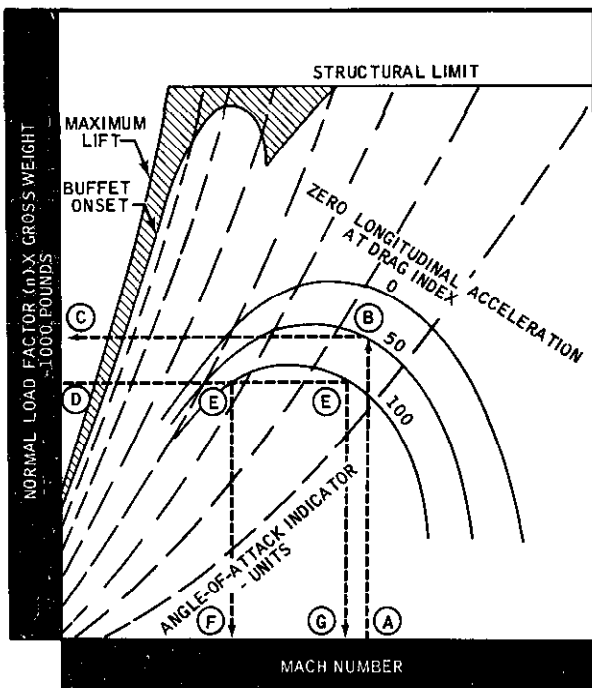 STRUCTURAL LIMIT
MAXIMUM
LIFT
BUFFET
ONSET
ZERO LONGITUDINAL ACCELERATION
AT DRAG INDEX
0
50
100
C
B
D
E
E
ANGLE-OF-ATTACK INDICATOR
- UNITS
F
G
A
NORMAL LOAD FACTOR (n) X GROSS WEIGHT
~1000 POUNDS
MACH NUMBER